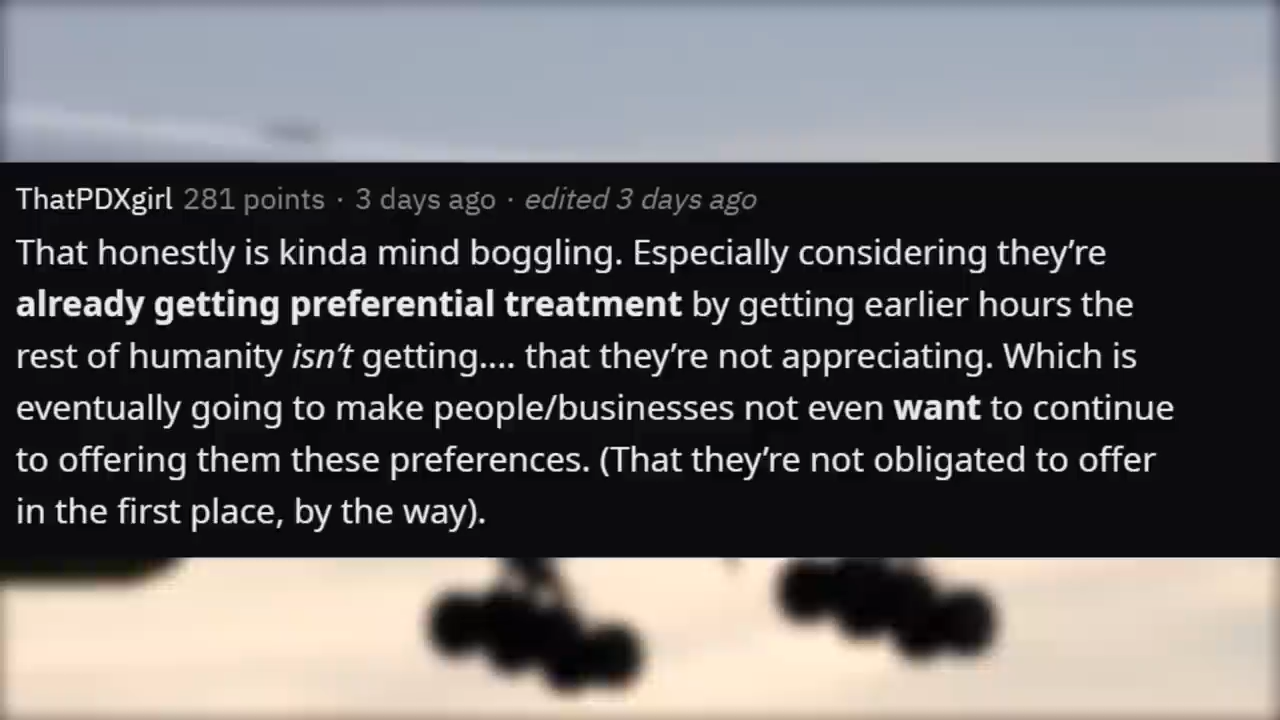 ThatPDXgirl 281 points · 3 days ago · edited 3 days ago
That honestly is kinda mind boggling. Especially considering they’re
already getting preferential treatment by getting earlier hours the
rest of humanity isn’t getting.... that they’re not appreciating. Which is
eventually going to make people/businesses not even want to continue
to offering them these preferences. (That they’re not obligated to offer
in the first place, by the way).